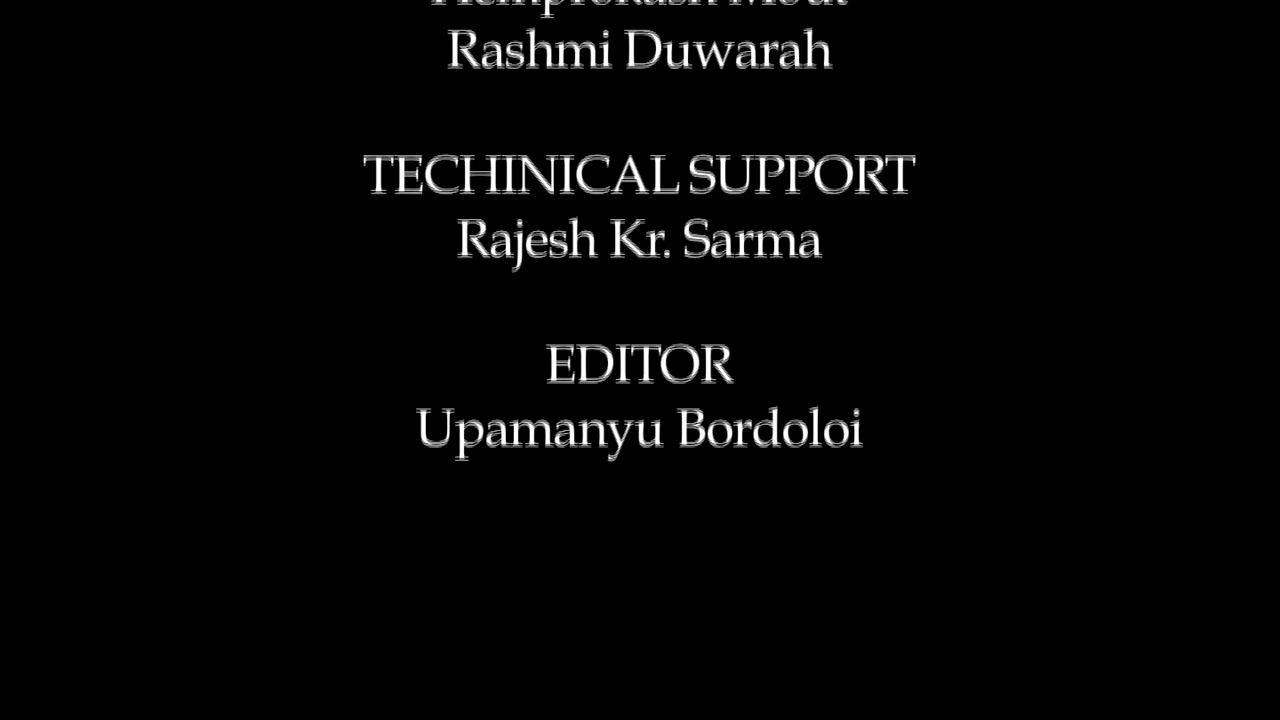 Rashmi Duwarah
TECHINICAL SUPPORT
Rajesh Kr. Sarma
EDITOR
Upamanyu Bordoloi